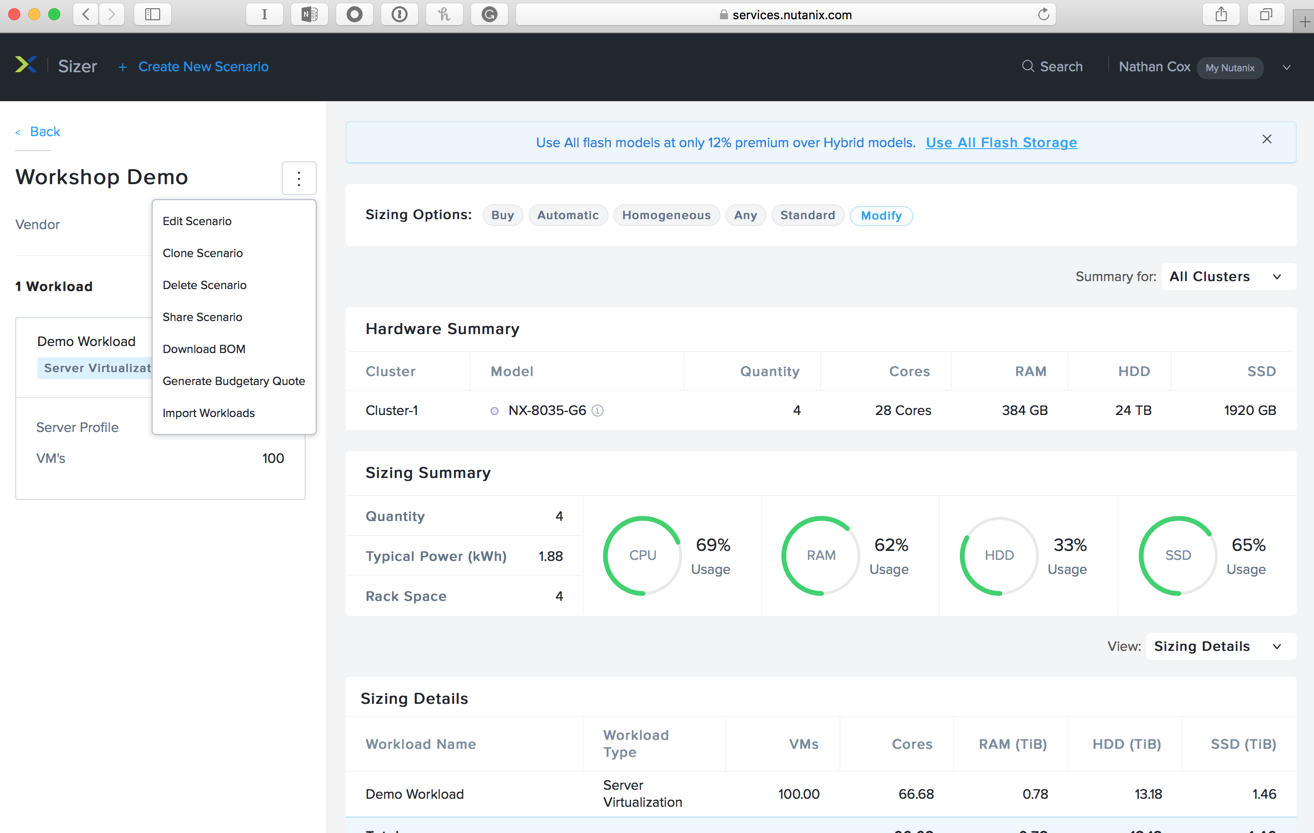 services.nutanix.com
Sizer + Create New Scenario
Search Nathan Cox My Nutanix
< Back
Workshop Demo
Vendor
Edit Scenario
Clone Scenario
Delete Scenario
Share Scenario
Download BOM
Generate Budgetary Quote
Import Workloads
1 Workload
Demo Workload
Server Virtualizat
Server Profile
VM's 100
Use All flash models at only 12% premium over Hybrid models. Use All Flash Storage
Sizing Options: Buy Automatic Homogeneous Any Standard Modify
Summary for: All Clusters
Hardware Summary
Cluster Model Quantity Cores RAM HDD SSD
Cluster-1 NX-8035-G6 4 28 Cores 384 GB 24 TB 1920 GB
Sizing Summary
Quantity 4
Typical Power (kWh) 1.88
Rack Space 4
CPU 69% Usage
RAM 62% Usage
HDD 33% Usage
SSD 65% Usage
View: Sizing Details
Sizing Details
Workload Name Workload Type VMs Cores RAM (TiB) HDD (TiB) SSD (TiB)
Demo Workload Server Virtualization 100.00 66.68 0.78 13.18 1.46